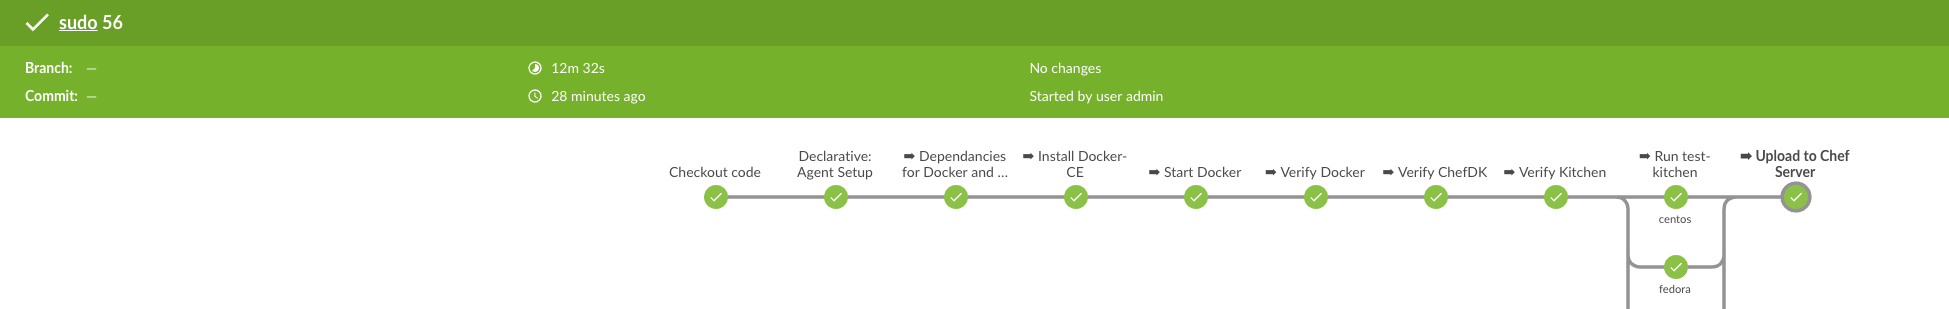 sudo 56
Branch: —
12m 32s
No changes
Commit: —
28 minutes ago
Started by user admin
Checkout code
Declarative:
Agent Setup
➡ Dependancies
for Docker and ...
➡ Install Docker-
CE
➡ Start Docker
➡ Verify Docker
➡ Verify ChefDK
➡ Verify Kitchen
➡ Run test-
kitchen
➡ Upload to Chef
Server
centos
fedora